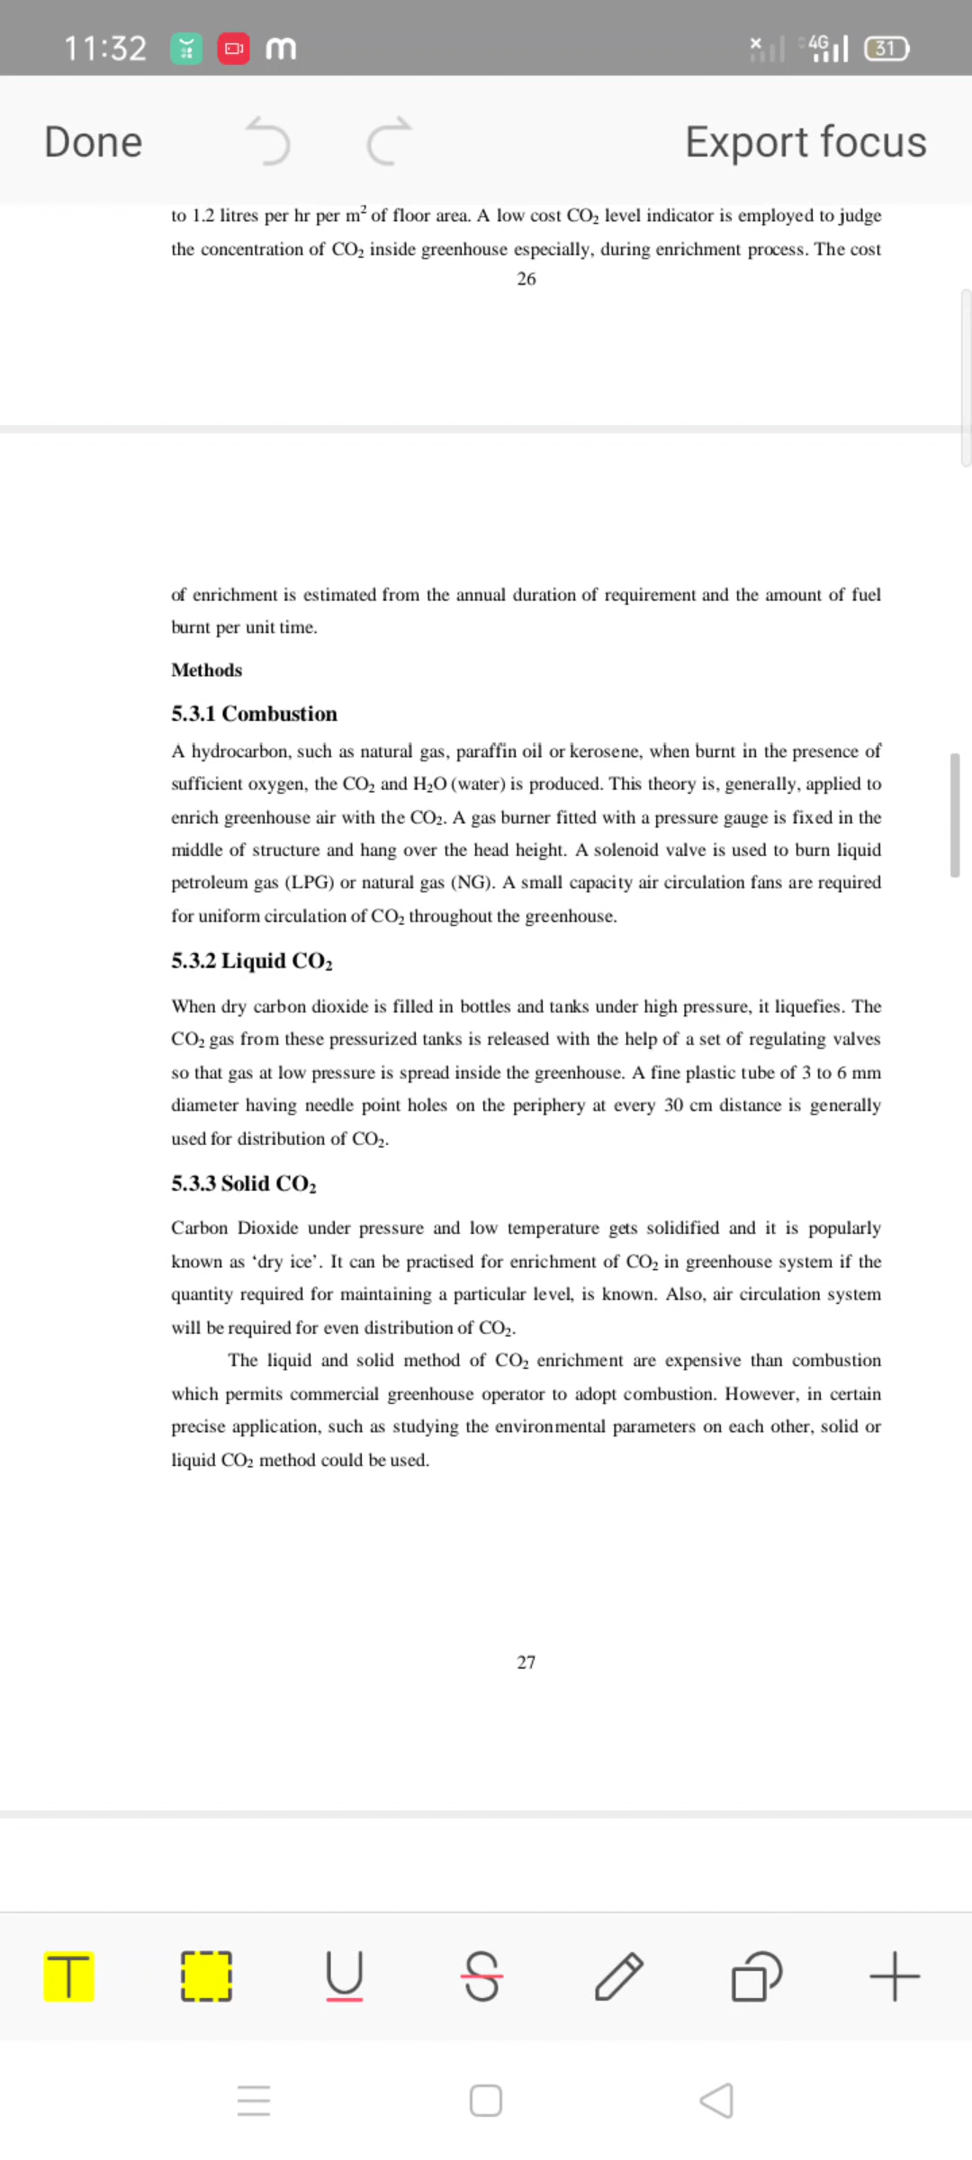 11:32 m 4G 31
Done Export focus
to 1.2 litres per hr per m² of floor area. A low cost CO₂ level indicator is employed to judge
the concentration of CO₂ inside greenhouse especially, during enrichment process. The cost
26
of enrichment is estimated from the annual duration of requirement and the amount of fuel
burnt per unit time.
Methods
5.3.1 Combustion
A hydrocarbon, such as natural gas, paraffin oil or kerosene, when burnt in the presence of
sufficient oxygen, the CO₂ and H₂O (water) is produced. This theory is, generally, applied to
enrich greenhouse air with the CO₂. A gas burner fitted with a pressure gauge is fixed in the
middle of structure and hang over the head height. A solenoid valve is used to burn liquid
petroleum gas (LPG) or natural gas (NG). A small capacity air circulation fans are required
for uniform circulation of CO₂ throughout the greenhouse.
5.3.2 Liquid CO₂
When dry carbon dioxide is filled in bottles and tanks under high pressure, it liquefies. The
CO₂ gas from these pressurized tanks is released with the help of a set of regulating valves
so that gas at low pressure is spread inside the greenhouse. A fine plastic tube of 3 to 6 mm
diameter having needle point holes on the periphery at every 30 cm distance is generally
used for distribution of CO₂.
5.3.3 Solid CO₂
Carbon Dioxide under pressure and low temperature gets solidified and it is popularly
known as ‘dry ice’. It can be practised for enrichment of CO₂ in greenhouse system if the
quantity required for maintaining a particular level, is known. Also, air circulation system
will be required for even distribution of CO₂.
The liquid and solid method of CO₂ enrichment are expensive than combustion
which permits commercial greenhouse operator to adopt combustion. However, in certain
precise application, such as studying the environmental parameters on each other, solid or
liquid CO₂ method could be used.
27
T U S